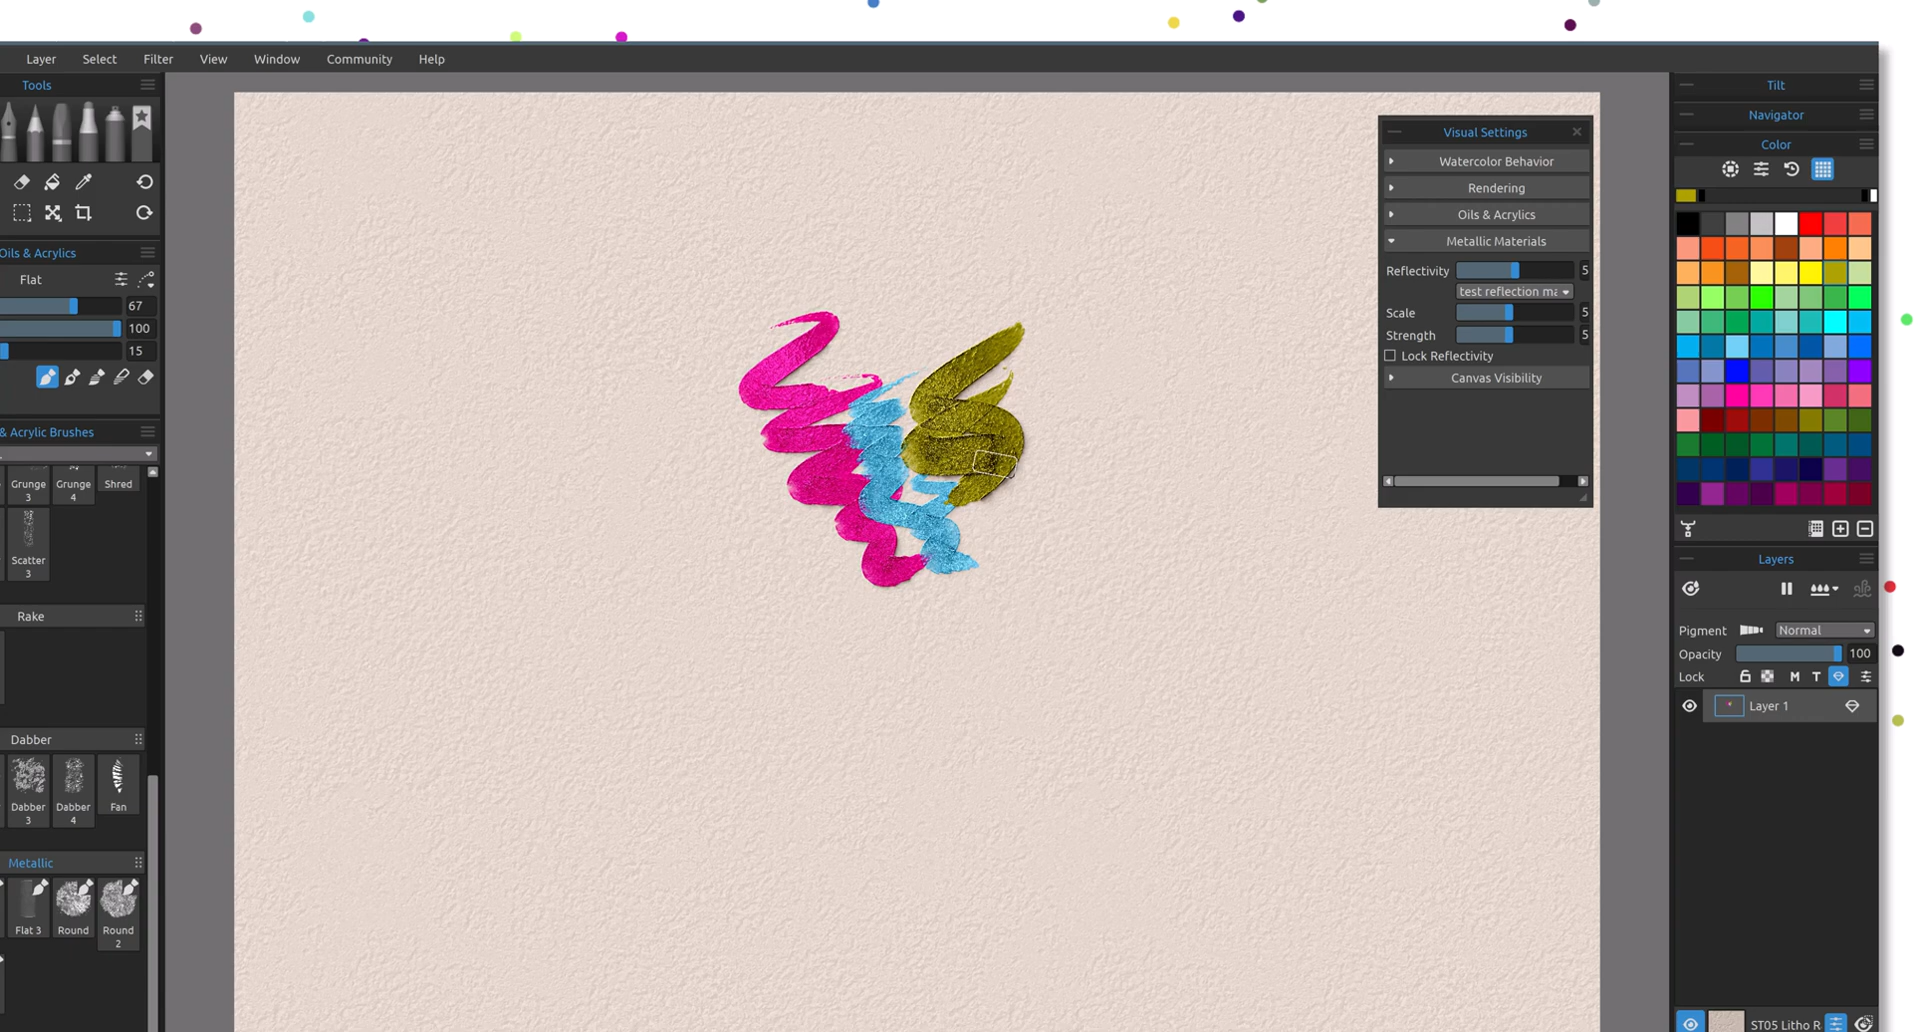 Layer Select Filter View Window Community Help
Tools
Oils & Acrylics
Flat
67
100
15
& Acrylic Brushes
Grunge 3
Grunge 4
Shred
Scatter 3
Rake
Dabber
Dabber 3
Dabber 4
Fan
Metallic
Flat 3
Round
Round 2
Visual Settings
Watercolor Behavior
Rendering
Oils & Acrylics
Metallic Materials
Reflectivity 5
test reflection ma
Scale 5
Strength 5
Lock Reflectivity
Canvas Visibility
Tilt
Navigator
Color
Layers
Pigment Normal
Opacity 100
Lock M T
Layer 1
ST05 Litho R